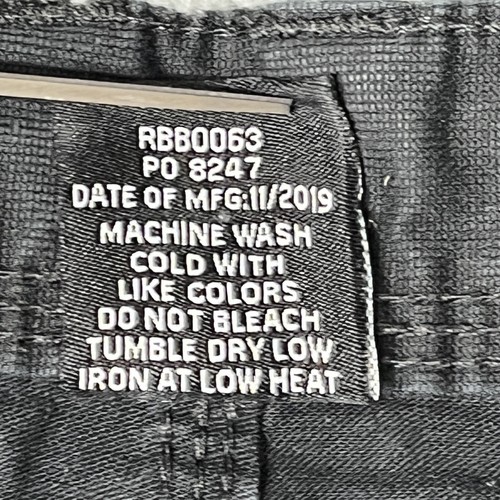 RBB0063
PO 8247
DATE OF MFG:11/2019
MACHINE WASH
COLD WITH
LIKE COLORS
DO NOT BLEACH
TUMBLE DRY LOW
IRON AT LOW HEAT